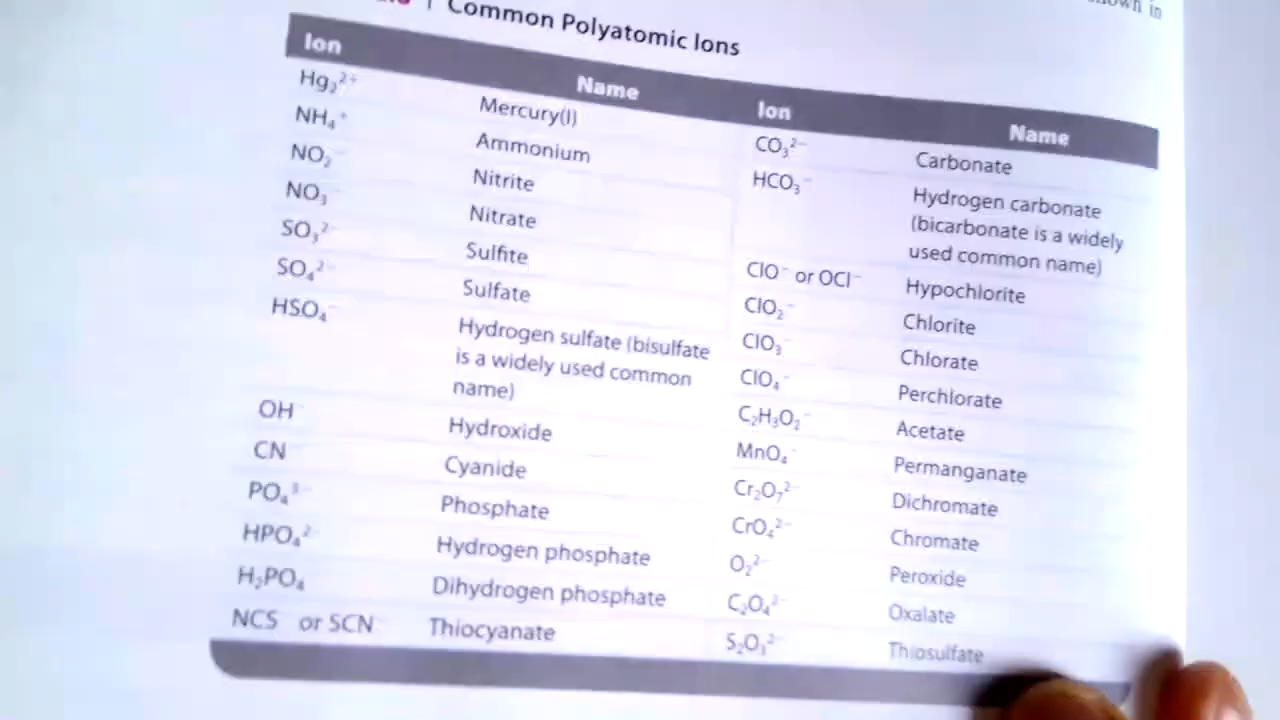 own in
Common Polyatomic Ions
Ion Name Ion Name
Hg₂²⁺ Mercury(I) CO₃²⁻ Carbonate
NH₄⁺ Ammonium HCO₃⁻ Hydrogen carbonate
(bicarbonate is a widely
used common name)
NO₂⁻ Nitrite
NO₃⁻ Nitrate
SO₃²⁻ Sulfite ClO⁻ or OCl⁻ Hypochlorite
SO₄²⁻ Sulfate ClO₂⁻ Chlorite
HSO₄⁻ Hydrogen sulfate (bisulfate
is a widely used common
name)
ClO₃⁻ Chlorate
ClO₄⁻ Perchlorate
C₂H₃O₂⁻ Acetate
OH Hydroxide MnO₄⁻ Permanganate
CN Cyanide Cr₂O₇²⁻ Dichromate
PO₄³⁻ Phosphate CrO₄²⁻ Chromate
HPO₄²⁻ Hydrogen phosphate O₂²⁻ Peroxide
H₂PO₄ Dihydrogen phosphate C₂O₄²⁻ Oxalate
NCS or SCN Thiocyanate S₂O₃²⁻ Thiosulfate